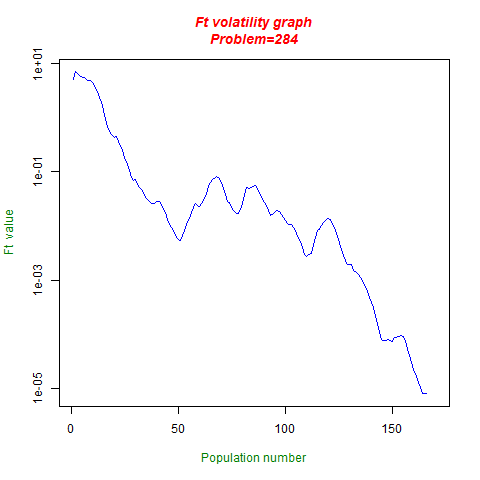 Ft volatility graph
Problem=284
1e+01
1e-01
1e-03
1e-05
Ft value
0 50 100 150
Population number